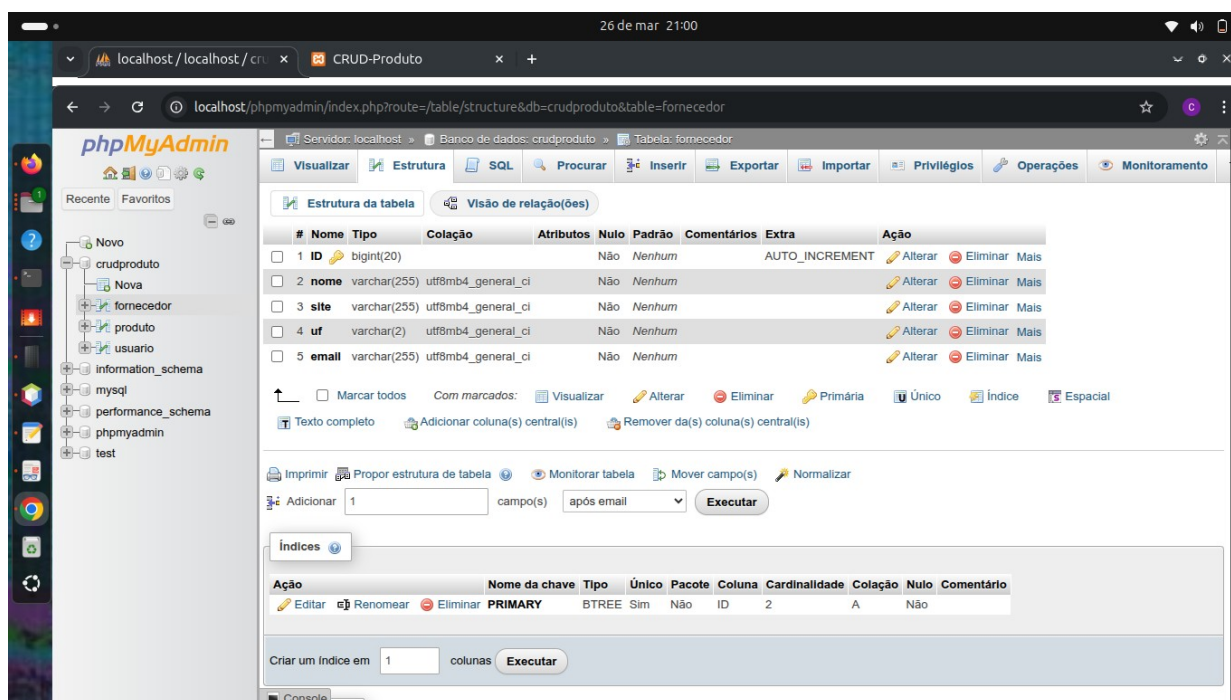 26 de mar 21:00
localhost / localhost / cru
CRUD-Produto
localhost/phpmyadmin/index.php?route=/table/structure&db=crudproduto&table=fornecedor
C
phpMyAdmin
Recente Favoritos
Novo
crudproduto
Nova
fornecedor
produto
usuario
information_schema
mysql
performance_schema
phpmyadmin
test
Servidor: localhost » Banco de dados: crudproduto » Tabela: fornecedor
Visualizar Estrutura SQL Procurar Inserir Exportar Importar Privilégios Operações Monitoramento
Estrutura da tabela Visão de relação(ões)
# Nome Tipo Colação Atributos Nulo Padrão Comentários Extra Ação
1 ID bigint(20) Não Nenhum AUTO_INCREMENT Alterar Eliminar Mais
2 nome varchar(255) utf8mb4_general_ci Não Nenhum Alterar Eliminar Mais
3 site varchar(255) utf8mb4_general_ci Não Nenhum Alterar Eliminar Mais
4 uf varchar(2) utf8mb4_general_ci Não Nenhum Alterar Eliminar Mais
5 email varchar(255) utf8mb4_general_ci Não Nenhum Alterar Eliminar Mais
Marcar todos Com marcados: Visualizar Alterar Eliminar Primária Único Índice Espacial
Texto completo Adicionar coluna(s) central(is) Remover da(s) coluna(s) central(is)
Imprimir Propor estrutura de tabela Monitorar tabela Mover campo(s) Normalizar
Adicionar 1 campo(s) após email Executar
Índices
Ação Nome da chave Tipo Único Pacote Coluna Cardinalidade Colação Nulo Comentário
Editar Renomear Eliminar PRIMARY BTREE Sim Não ID 2 A Não
Criar um índice em 1 colunas Executar
Console